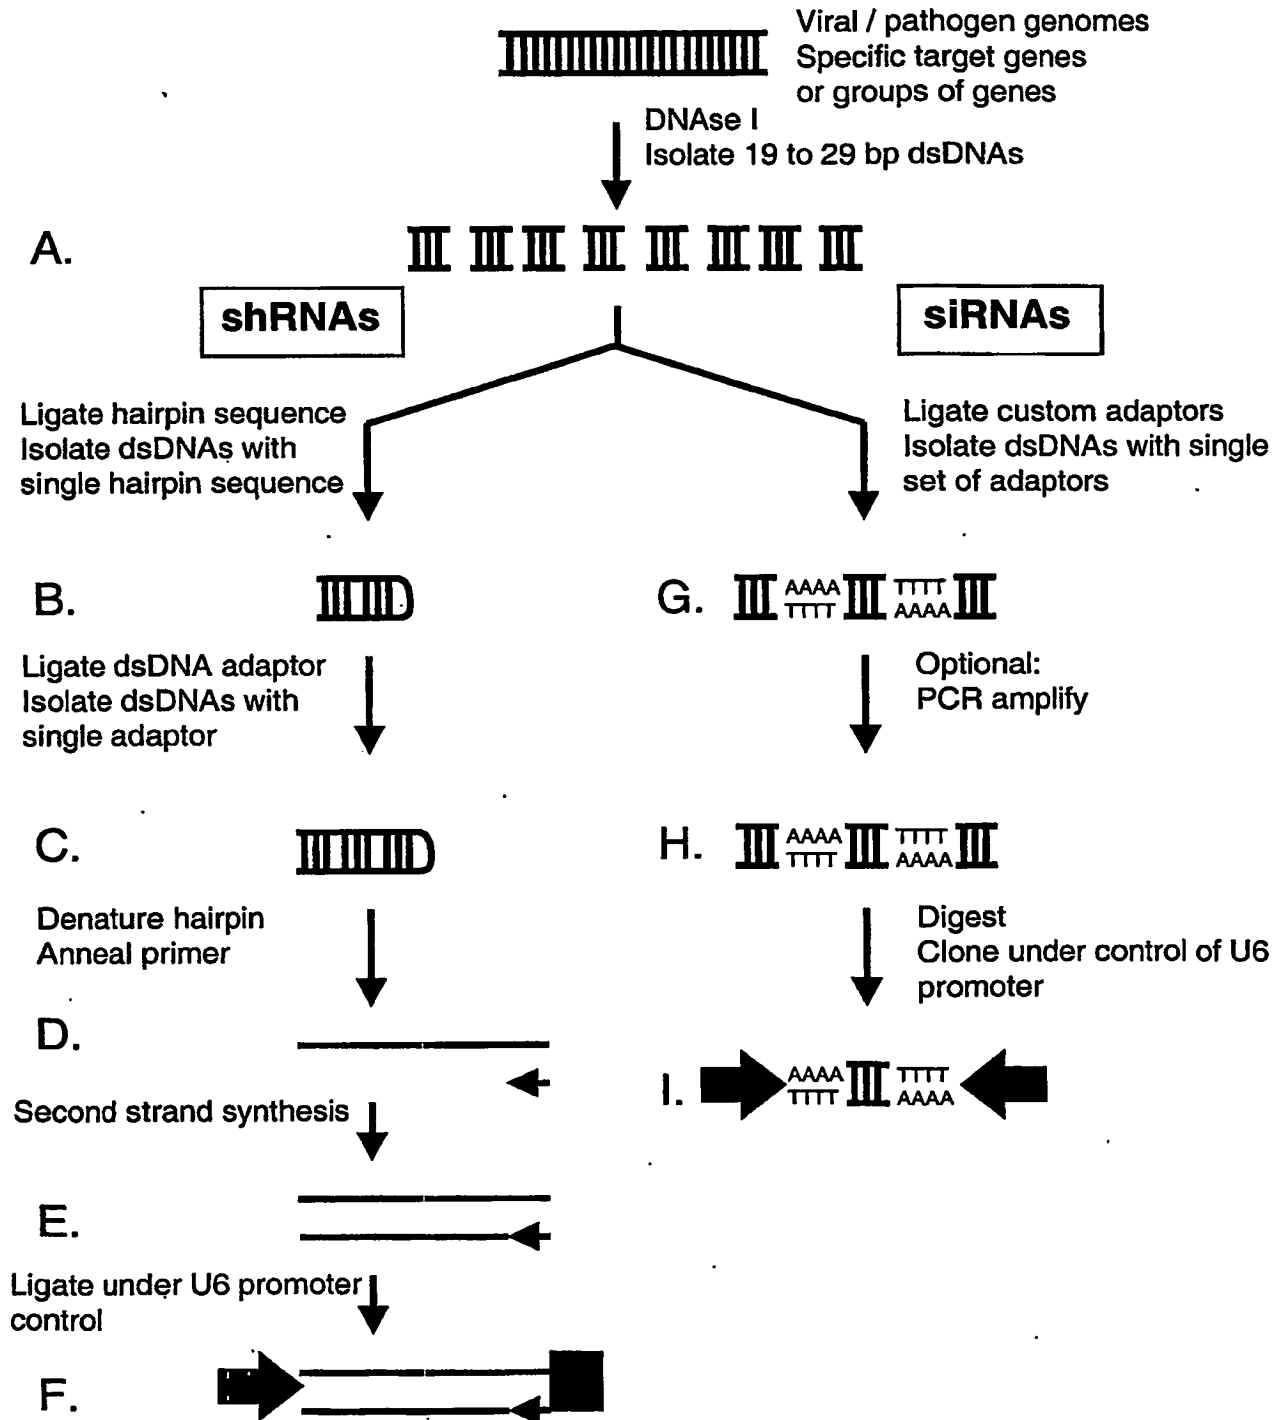 Viral / pathogen genomes
Specific target genes
or groups of genes
DNAse I
Isolate 19 to 29 bp dsDNAs
A.
shRNAs
siRNAs
Ligate hairpin sequence
Isolate dsDNAs with
single hairpin sequence
Ligate custom adaptors
Isolate dsDNAs with single
set of adaptors
B.
Ligate dsDNA adaptor
Isolate dsDNAs with
single adaptor
G.
AAAA TTTT
TTTT AAAA
Optional:
PCR amplify
C.
Denature hairpin
Anneal primer
H.
AAAA TTTT
TTTT AAAA
Digest
Clone under control of U6
promoter
D.
Second strand synthesis
I.
AAAA TTTT
TTTT AAAA
E.
Ligate under U6 promoter
control
F.